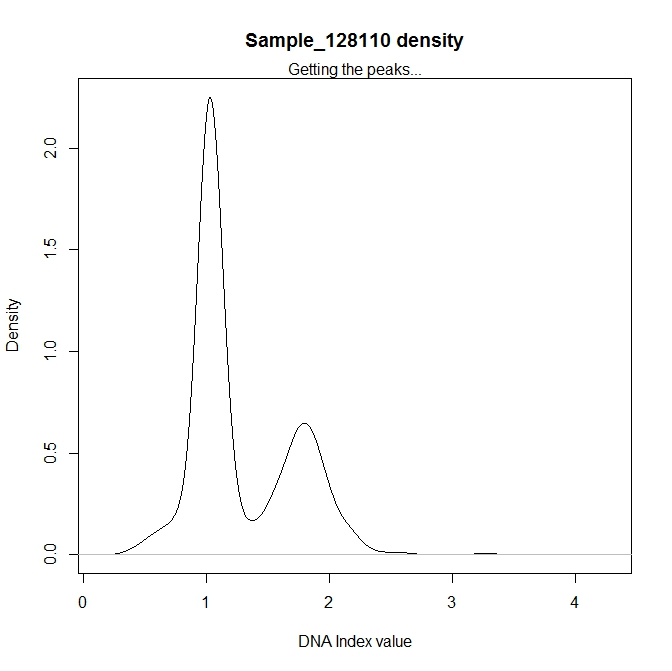 Sample_128110 density
Getting the peaks...
2.0
1.5
1.0
0.5
0.0
Density
0 1 2 3 4
DNA Index value